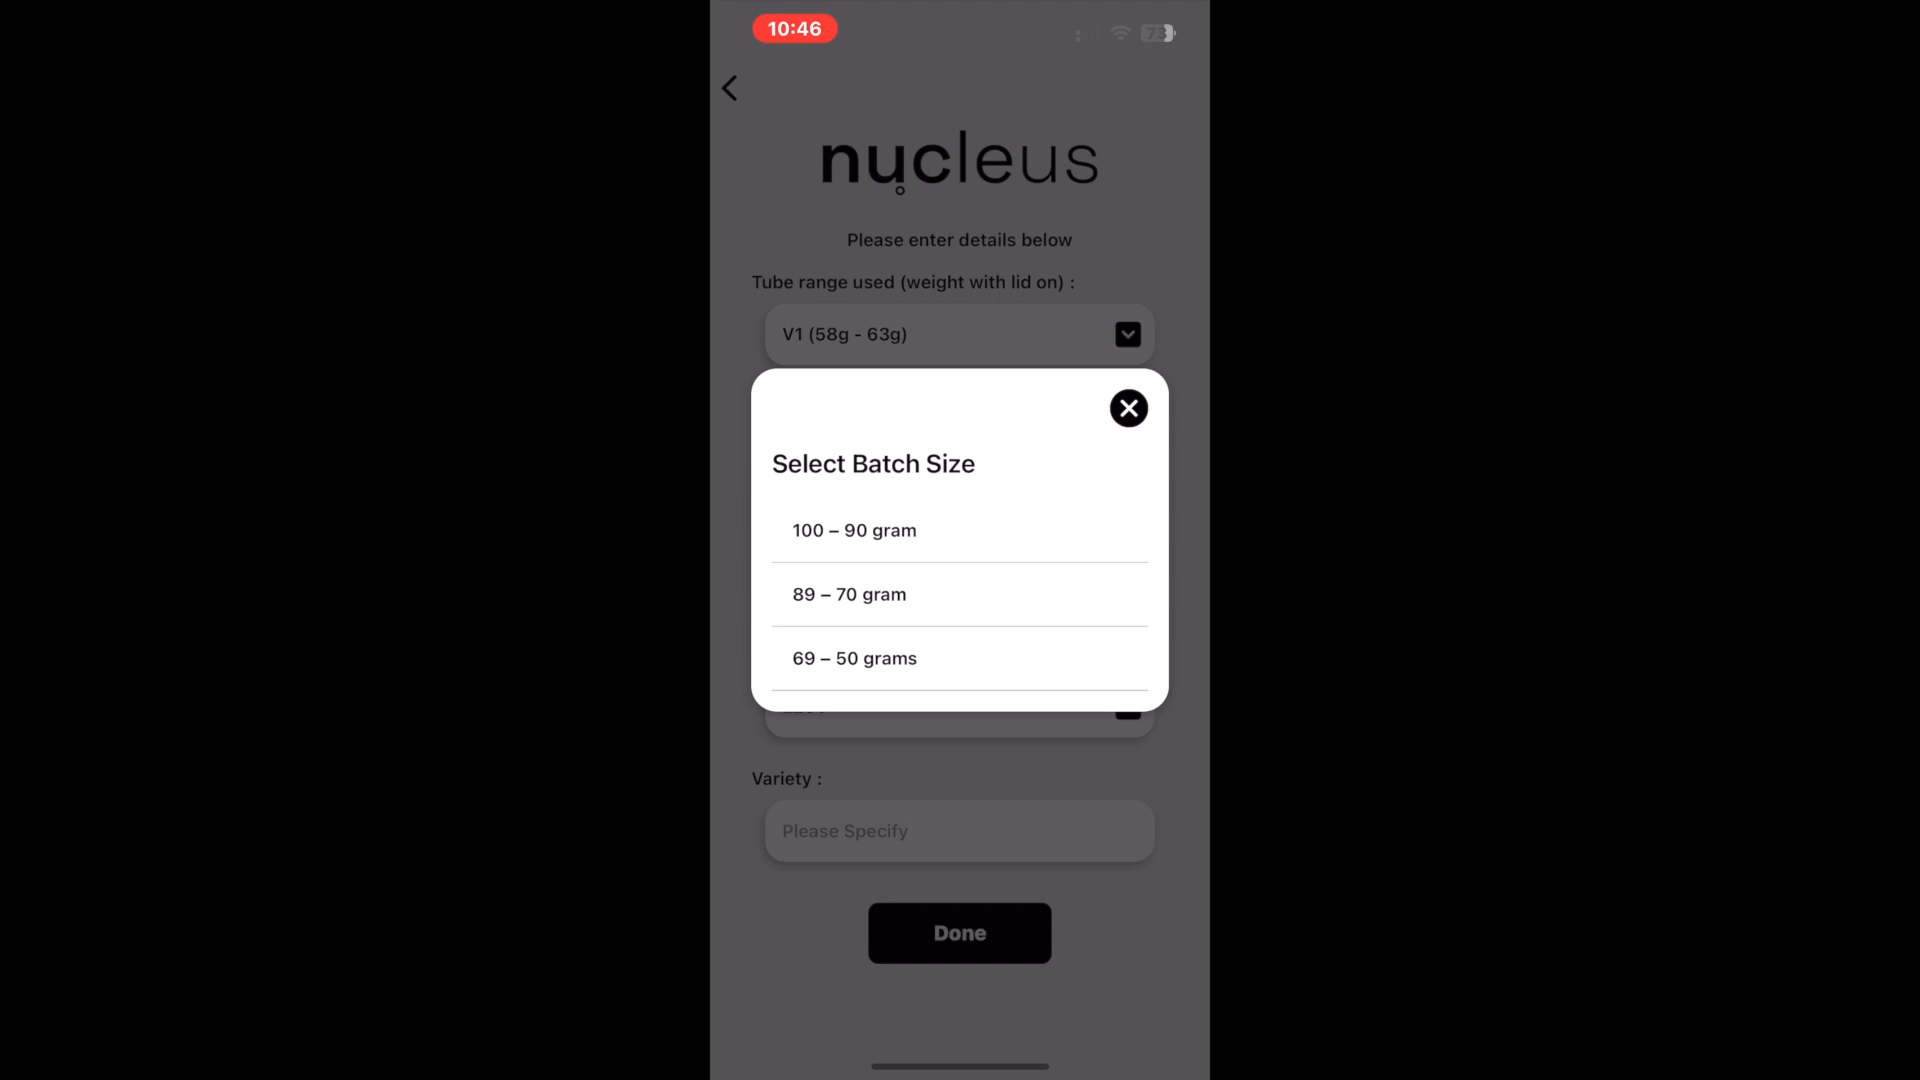 10:46
73
nucleus
Please enter details below
Tube range used (weight with lid on) :
V1 (58g - 63g)
Select Batch Size
100 – 90 gram
89 – 70 gram
69 – 50 grams
Variety :
Please Specify
Done